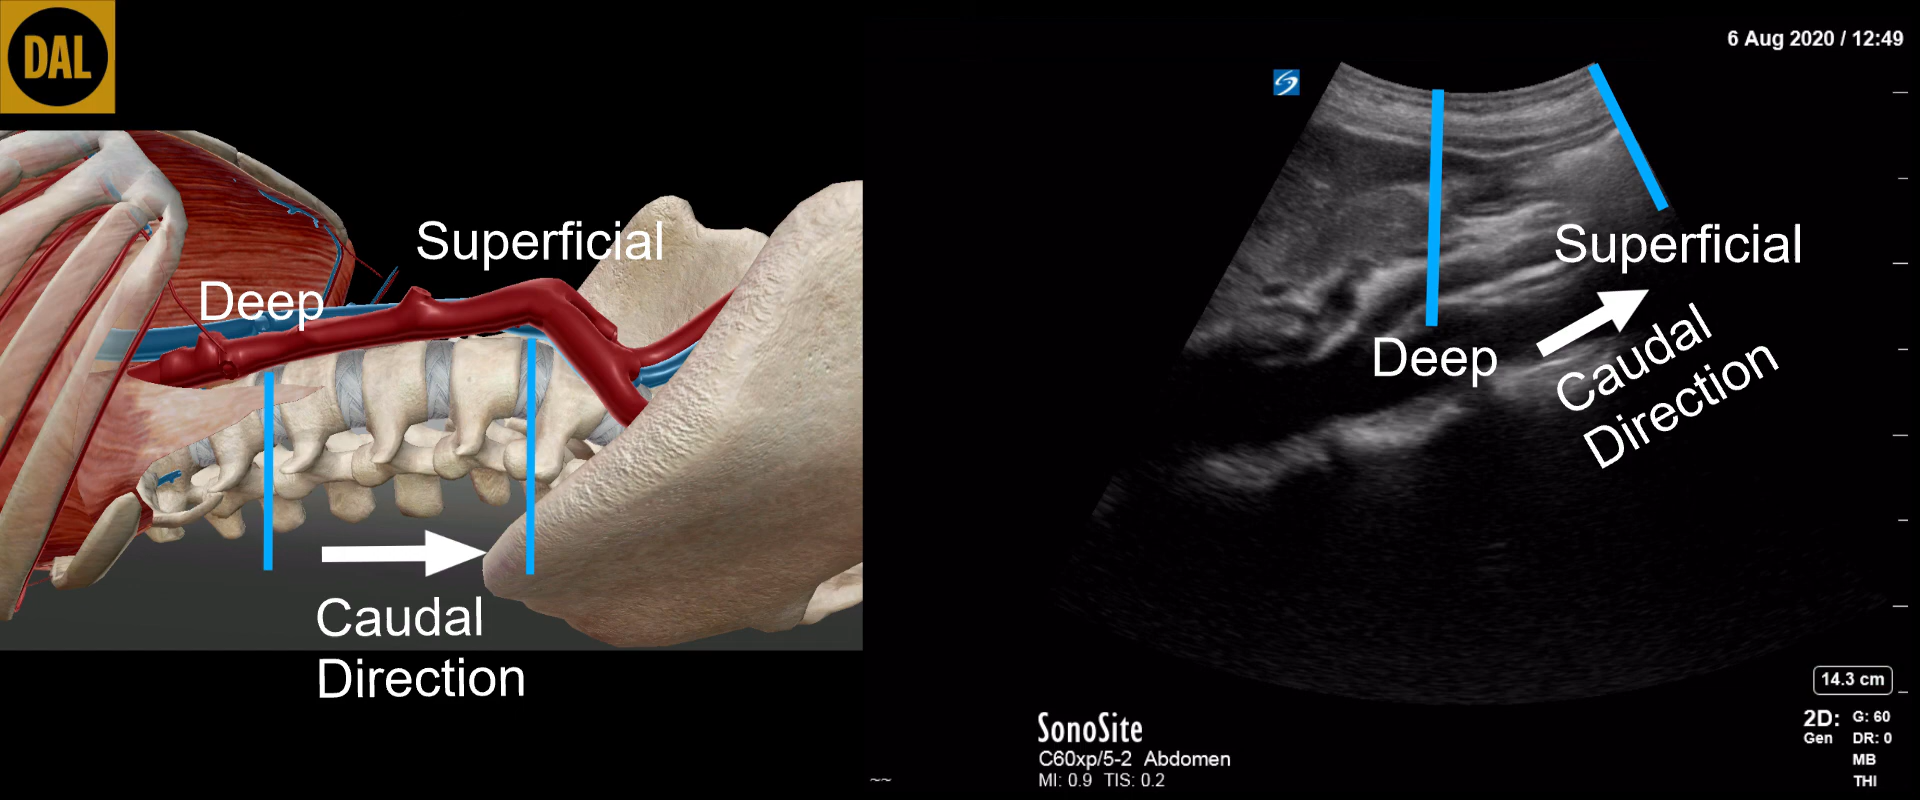 DAL
Superficial
Deep
Caudal
Direction
6 Aug 2020 / 12:49
Superficial
Deep
Caudal
Direction
14.3 cm
2D:
G: 60
Gen
DR: 0
MB
THI
SonoSite
C60xp/5-2 Abdomen
MI: 0.9 TIS: 0.2
~~